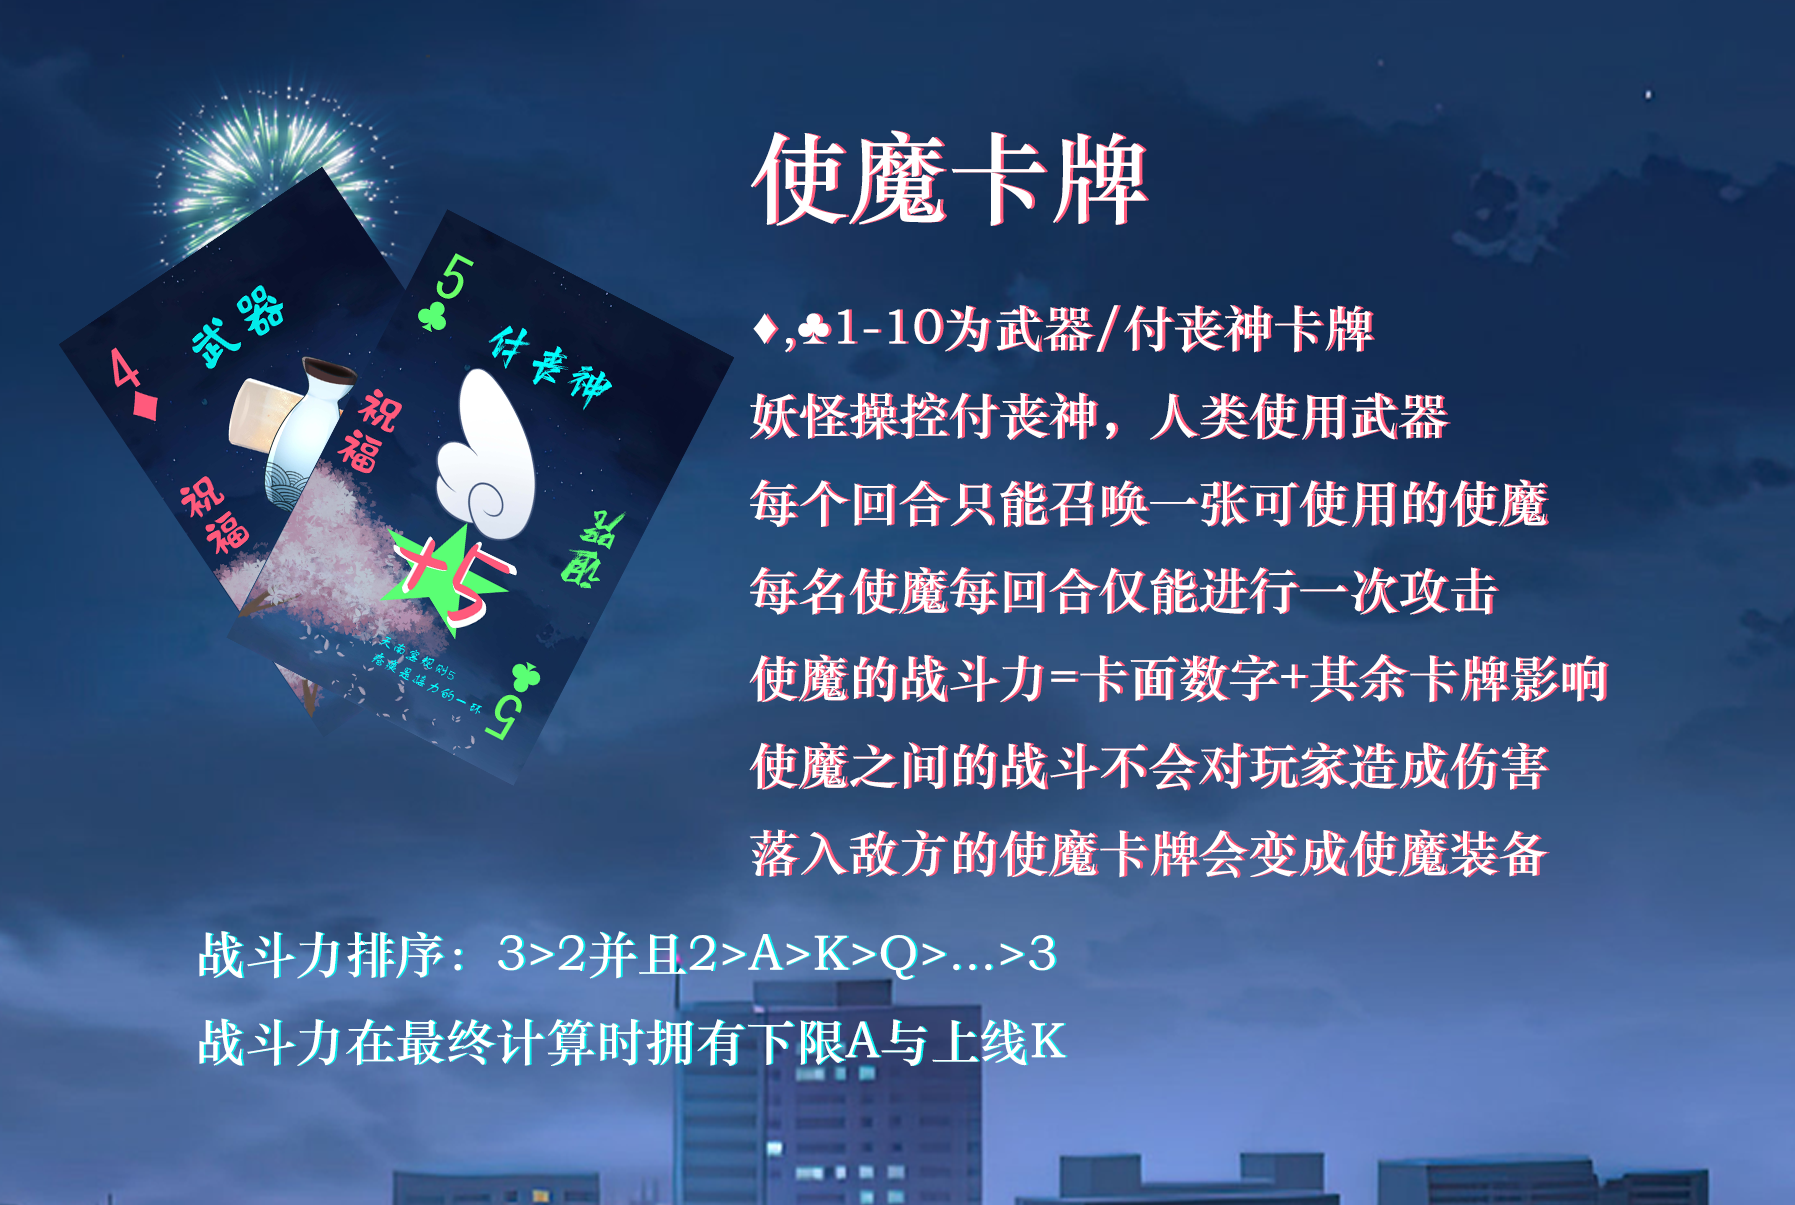 使魔卡牌
♦,♣1-10为武器/付丧神卡牌
妖怪操控付丧神，人类使用武器
每个回合只能召唤一张可使用的使魔
每名使魔每回合仅能进行一次攻击
使魔的战斗力=卡面数字+其余卡牌影响
使魔之间的战斗不会对玩家造成伤害
落入敌方的使魔卡牌会变成使魔装备
战斗力排序：3>2并且2>A>K>Q>...>3
战斗力在最终计算时拥有下限A与上线K
4
♦
武器
祝福
5
♣
付丧神
祝福
+5
天南宫规则5
♣
5